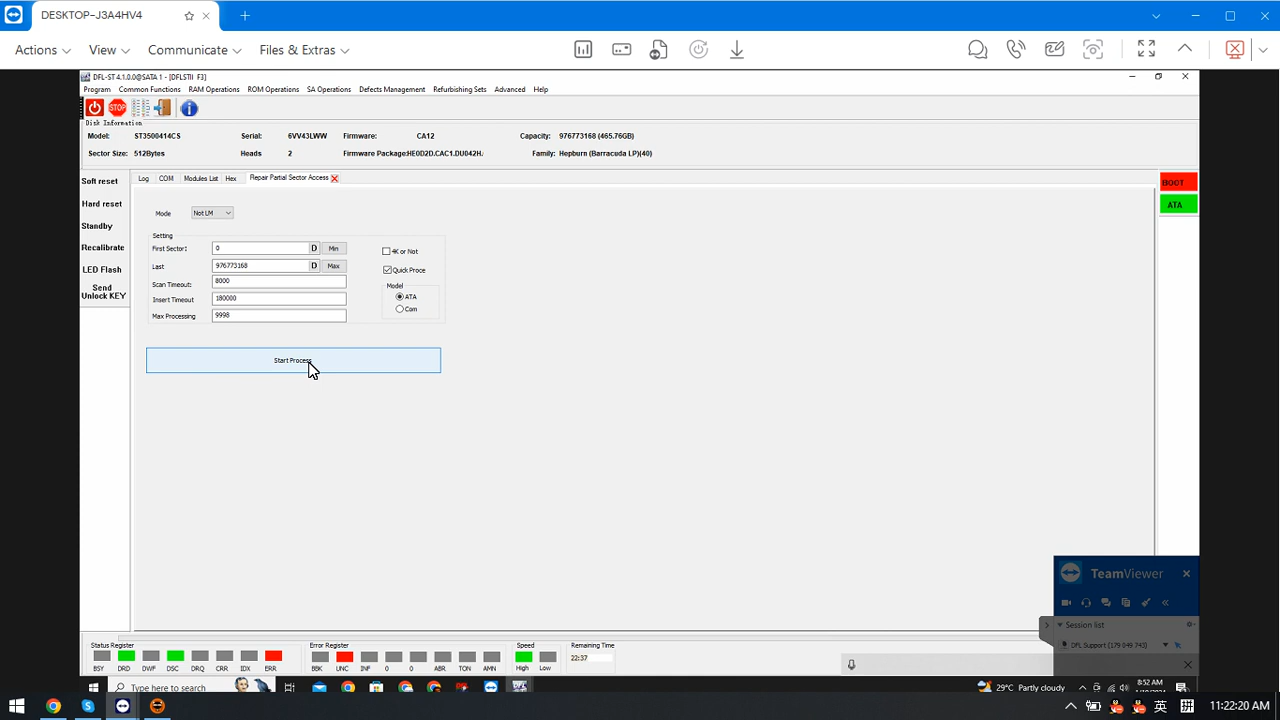 DESKTOP-J3A4HV4
Actions View Communicate Files & Extras
DFL-ST 4.1.0.0@SATA 1 - [DFLSTII F3]
Program Common Functions RAM Operations ROM Operations SA Operations Defects Management Refurbishing Sets Advanced Help
STOP
Disk Information
Model: ST3500414CS Serial: 6VV43LWW Firmware: CA12 Capacity: 976773168 (465.76GB)
Sector Size: 512Bytes Heads 2 Firmware Package:HE0D2D.CAC1.DU042H. Family: Hepburn (Barracuda LP)(40)
Soft reset
Hard reset
Standby
Recalibrate
LED Flash
Send
Unlock KEY
Log COM Modules List Hex Repair Partial Sector Access
BOOT
ATA
Mode Not LM
Setting
First Sector: 0 D Min
Last 976773168 D Max
Scan Timeout: 8000
Insert Timeout 180000
Max Processing 9998
4K or Not
Quick Proce
Model
ATA
Com
Start Process
TeamViewer
Session list
DFL Support (179 049 743)
Status Register
BSY DRD DWF DSC DRQ CRR IDX ERR
Error Register
BBK UNC INF 0 0 ABR TON AMN
Speed
High Low
Remaining Time
22:37
Type here to search
29°C Partly cloudy
8:52 AM
英 拼 11:22:20 AM